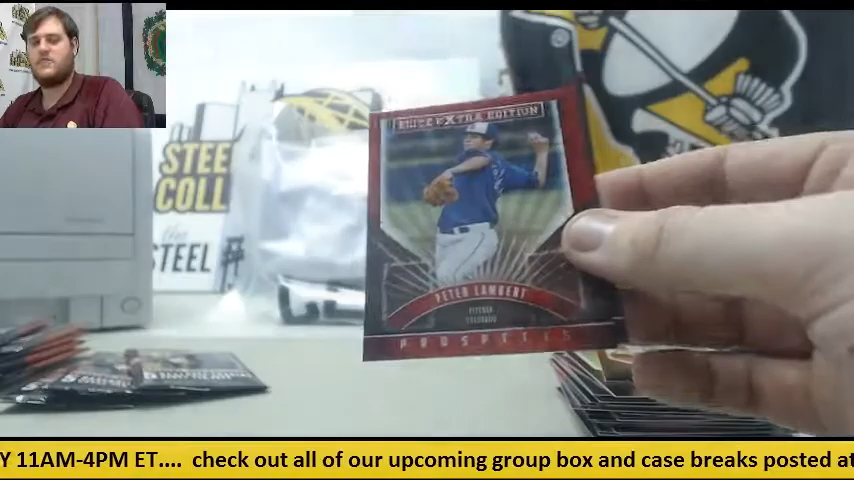 STEE
COLL
the
STEEL
ELITE EXTRA EDITION
PETER LAMBERT
PITCHER
COLORADO
PROSPECTS
Y 11AM-4PM ET.... check out all of our upcoming group box and case breaks posted at